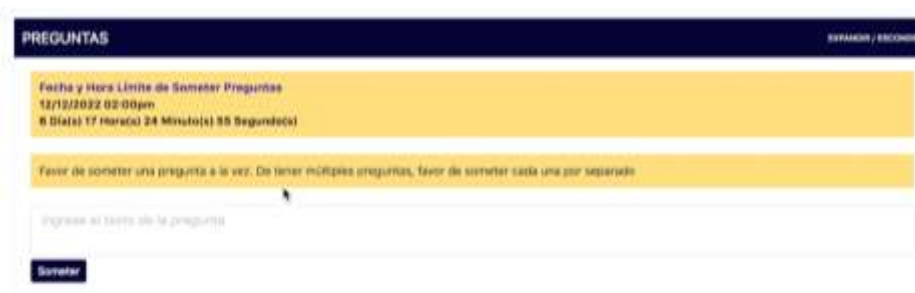 PREGUNTAS
EXPANDIR / ESCONDER
Fecha y Hora Límite de Someter Preguntas
12/12/2022 02:00pm
6 Día(s) 17 Hora(s) 24 Minuto(s) 55 Segundo(s)
Favor de someter una pregunta a la vez. De tener múltiples preguntas, favor de someter cada una por separado
Ingrese el texto de la pregunta
Someter